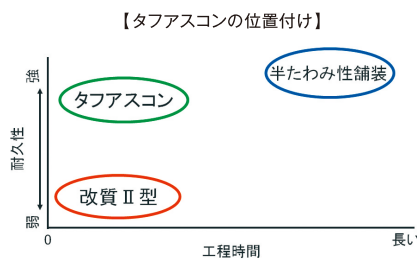 【タフアスコンの位置付け】
強
半たわみ性舗装
タフアスコン
耐久性
改質Ⅱ型
弱
0
長い
工程時間